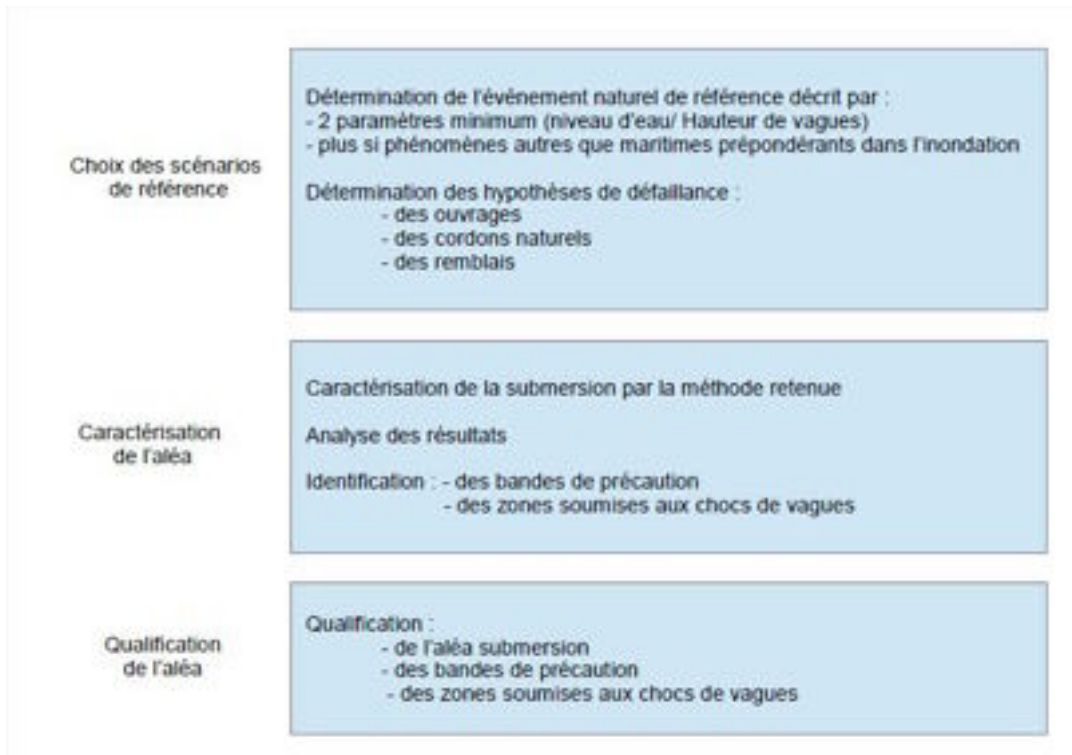 Choix des scénarios
de référence
Détermination de l'événement naturel de référence décrit par :
- 2 paramètres minimum (niveau d'eau/ Hauteur de vagues)
- plus si phénomènes autres que maritimes prépondérants dans l'inondation
Détermination des hypothèses de défaillance :
- des ouvrages
- des cordons naturels
- des remblais
Caractérisation
de l'aléa
Caractérisation de la submersion par la méthode retenue
Analyse des résultats
Identification : - des bandes de précaution
- des zones soumises aux chocs de vagues
Qualification
de l'aléa
Qualification :
- de l'aléa submersion
- des bandes de précaution
- des zones soumises aux chocs de vagues